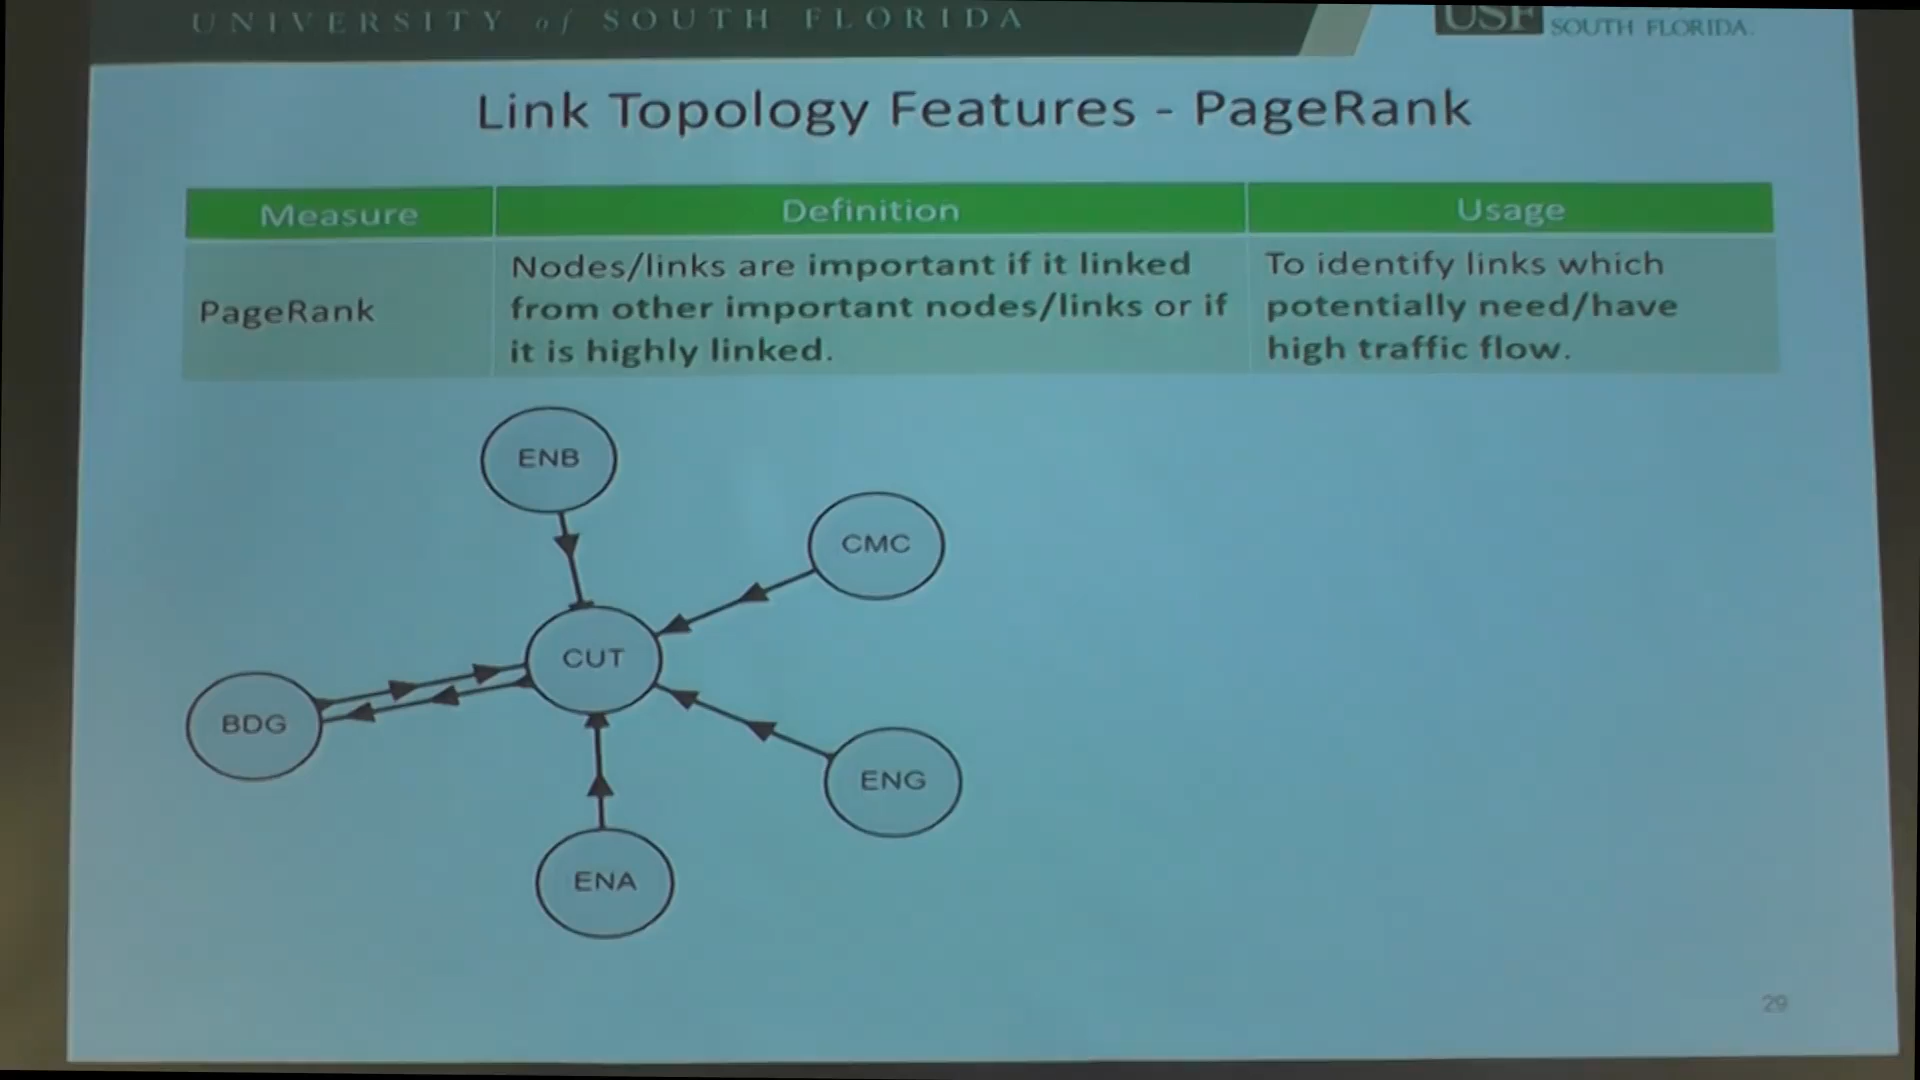 UNIVERSITY of SOUTH FLORIDA
USF
SOUTH FLORIDA.
Link Topology Features - PageRank
Measure
Definition
Usage
PageRank
Nodes/links are important if it linked
from other important nodes/links or if
it is highly linked.
To identify links which
potentially need/have
high traffic flow.
ENB
CMC
CUT
BDG
ENG
ENA
29